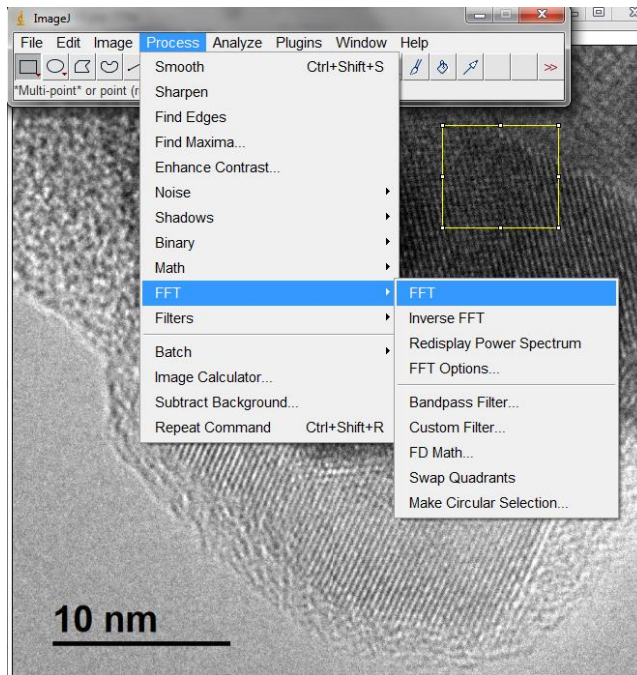 ImageJ
File Edit Image Process Analyze Plugins Window Help
*Multi-point* or point (r
Smooth Ctrl+Shift+S
Sharpen
Find Edges
Find Maxima...
Enhance Contrast...
Noise
Shadows
Binary
Math
FFT
Filters
Batch
Image Calculator...
Subtract Background...
Repeat Command Ctrl+Shift+R
FFT
Inverse FFT
Redisplay Power Spectrum
FFT Options...
Bandpass Filter...
Custom Filter...
FD Math...
Swap Quadrants
Make Circular Selection...
10 nm